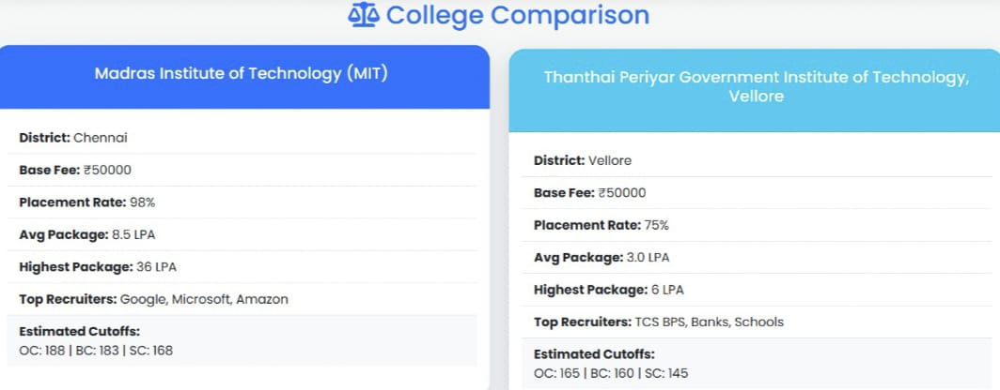 College Comparison
Madras Institute of Technology (MIT)
District: Chennai
Base Fee: ₹50000
Placement Rate: 98%
Avg Package: 8.5 LPA
Highest Package: 36 LPA
Top Recruiters: Google, Microsoft, Amazon
Estimated Cutoffs:
OC: 188 | BC: 183 | SC: 168
Thanthai Periyar Government Institute of Technology,
Vellore
District: Vellore
Base Fee: ₹50000
Placement Rate: 75%
Avg Package: 3.0 LPA
Highest Package: 6 LPA
Top Recruiters: TCS BPS, Banks, Schools
Estimated Cutoffs:
OC: 165 | BC: 160 | SC: 145